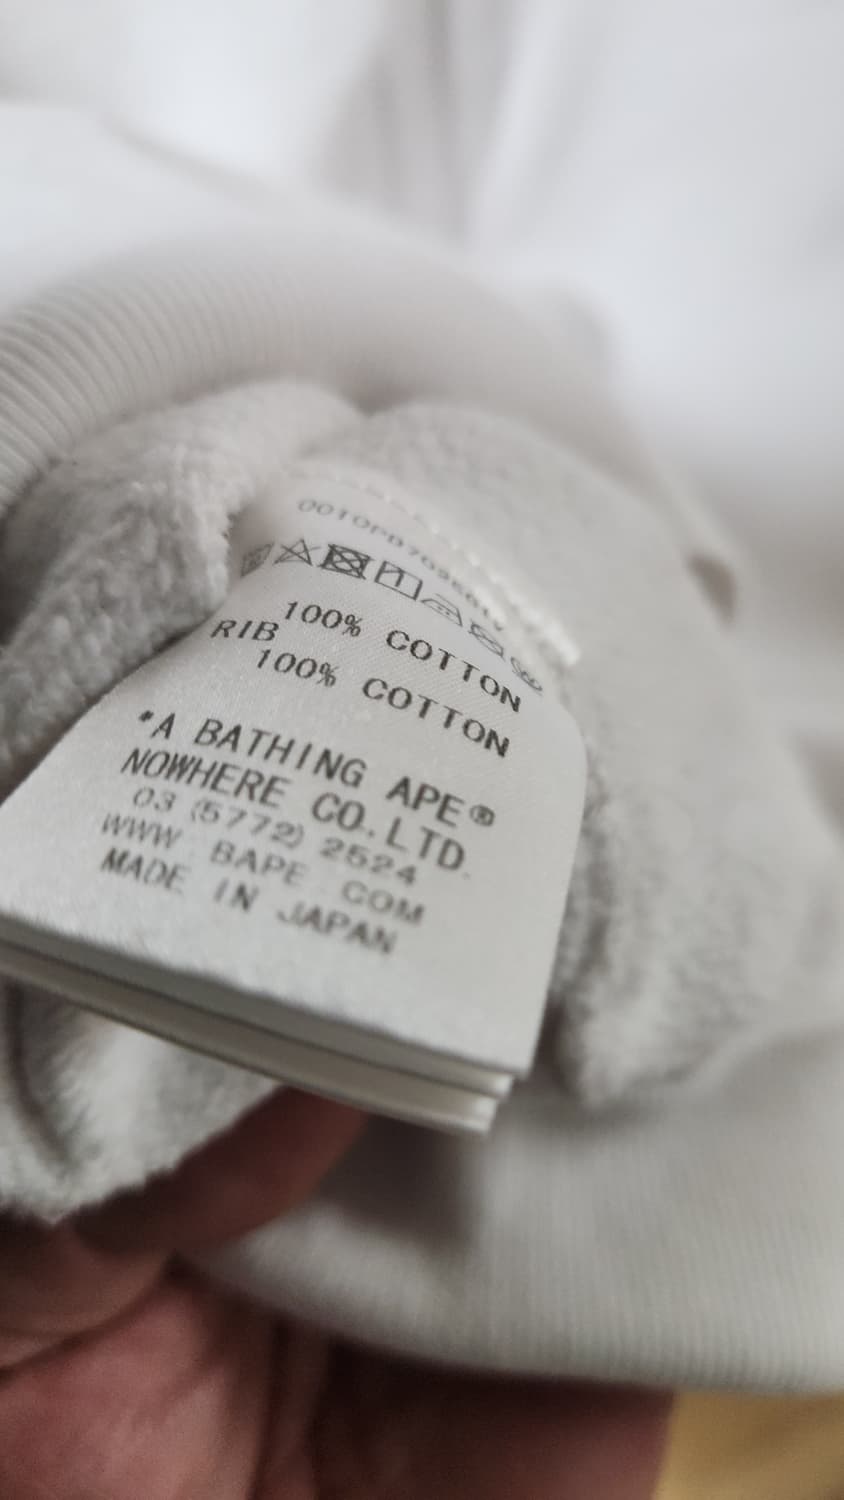 100% COTTON
RIB
100% COTTON
"A BATHING APE®
NOWHERE CO.,LTD.
03 (5772) 2524
WWW BAPE COM
MADE IN JAPAN